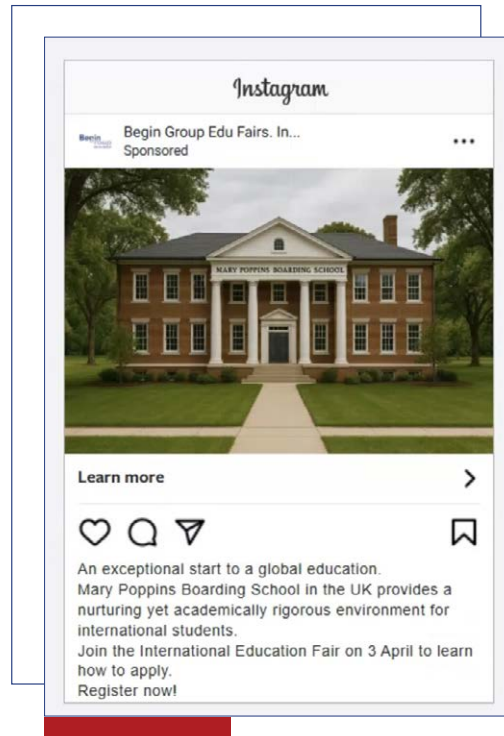 Instagram
Begin
Begin Group Edu Fairs. In...
Sponsored
MARY POPPINS BOARDING SCHOOL
Learn more
An exceptional start to a global education.
Mary Poppins Boarding School in the UK provides a
nurturing yet academically rigorous environment for
international students.
Join the International Education Fair on 3 April to learn
how to apply.
Register now!